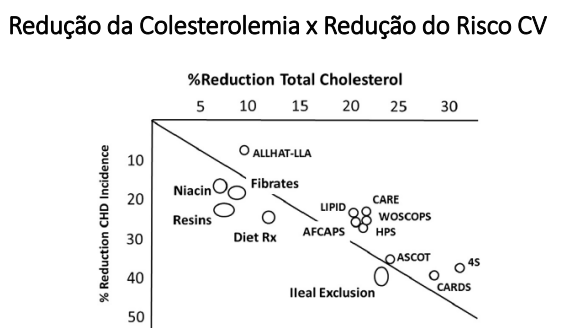 Redução da Colesterolemia x Redução do Risco CV
%Reduction Total Cholesterol
5 10 15 20 25 30
% Reduction CHD Incidence
10
20
30
40
50
ALLHAT-LLA
Niacin
Fibrates
Resins
Diet Rx
LIPID
CARE
WOSCOPS
AFCAPS
HPS
ASCOT
4S
CARDS
Ileal Exclusion